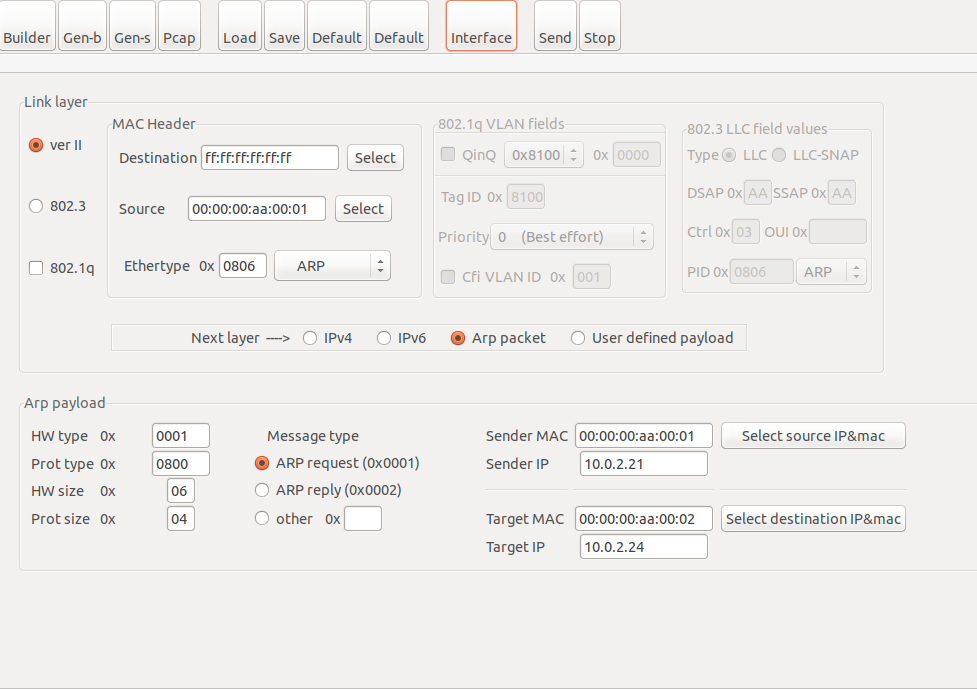 Builder Gen-b Gen-s Pcap Load Save Default Default Interface Send Stop
Link layer
ver II
802.3
802.1q
MAC Header
Destination ff:ff:ff:ff:ff:ff Select
Source 00:00:00:aa:00:01 Select
Ethertype 0x 0806 ARP
802.1q VLAN fields
QinQ 0x8100 0x 0000
Tag ID 0x 8100
Priority 0 (Best effort)
Cfi VLAN ID 0x 001
802.3 LLC field values
Type LLC LLC-SNAP
DSAP 0x AA SSAP 0x AA
Ctrl 0x 03 OUI 0x
PID 0x 0806 ARP
Next layer ----> IPv4 IPv6 Arp packet User defined payload
Arp payload
HW type 0x 0001
Prot type 0x 0800
HW size 0x 06
Prot size 0x 04
Message type
ARP request (0x0001)
ARP reply (0x0002)
other 0x
Sender MAC 00:00:00:aa:00:01 Select source IP&mac
Sender IP 10.0.2.21
Target MAC 00:00:00:aa:00:02 Select destination IP&mac
Target IP 10.0.2.24